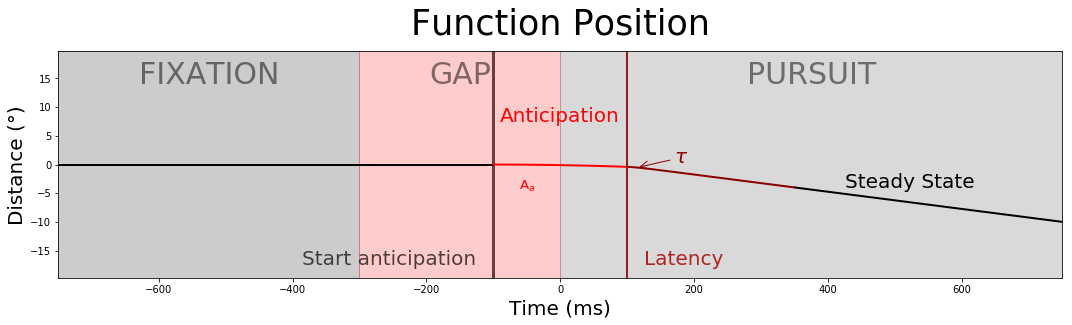 Function Position
FIXATION
GAP
PURSUIT
Anticipation
τ
A_a
Steady State
Start anticipation
Latency
Distance (°)
15
10
5
0
−5
−10
−15
−600
−400
−200
0
200
400
600
Time (ms)